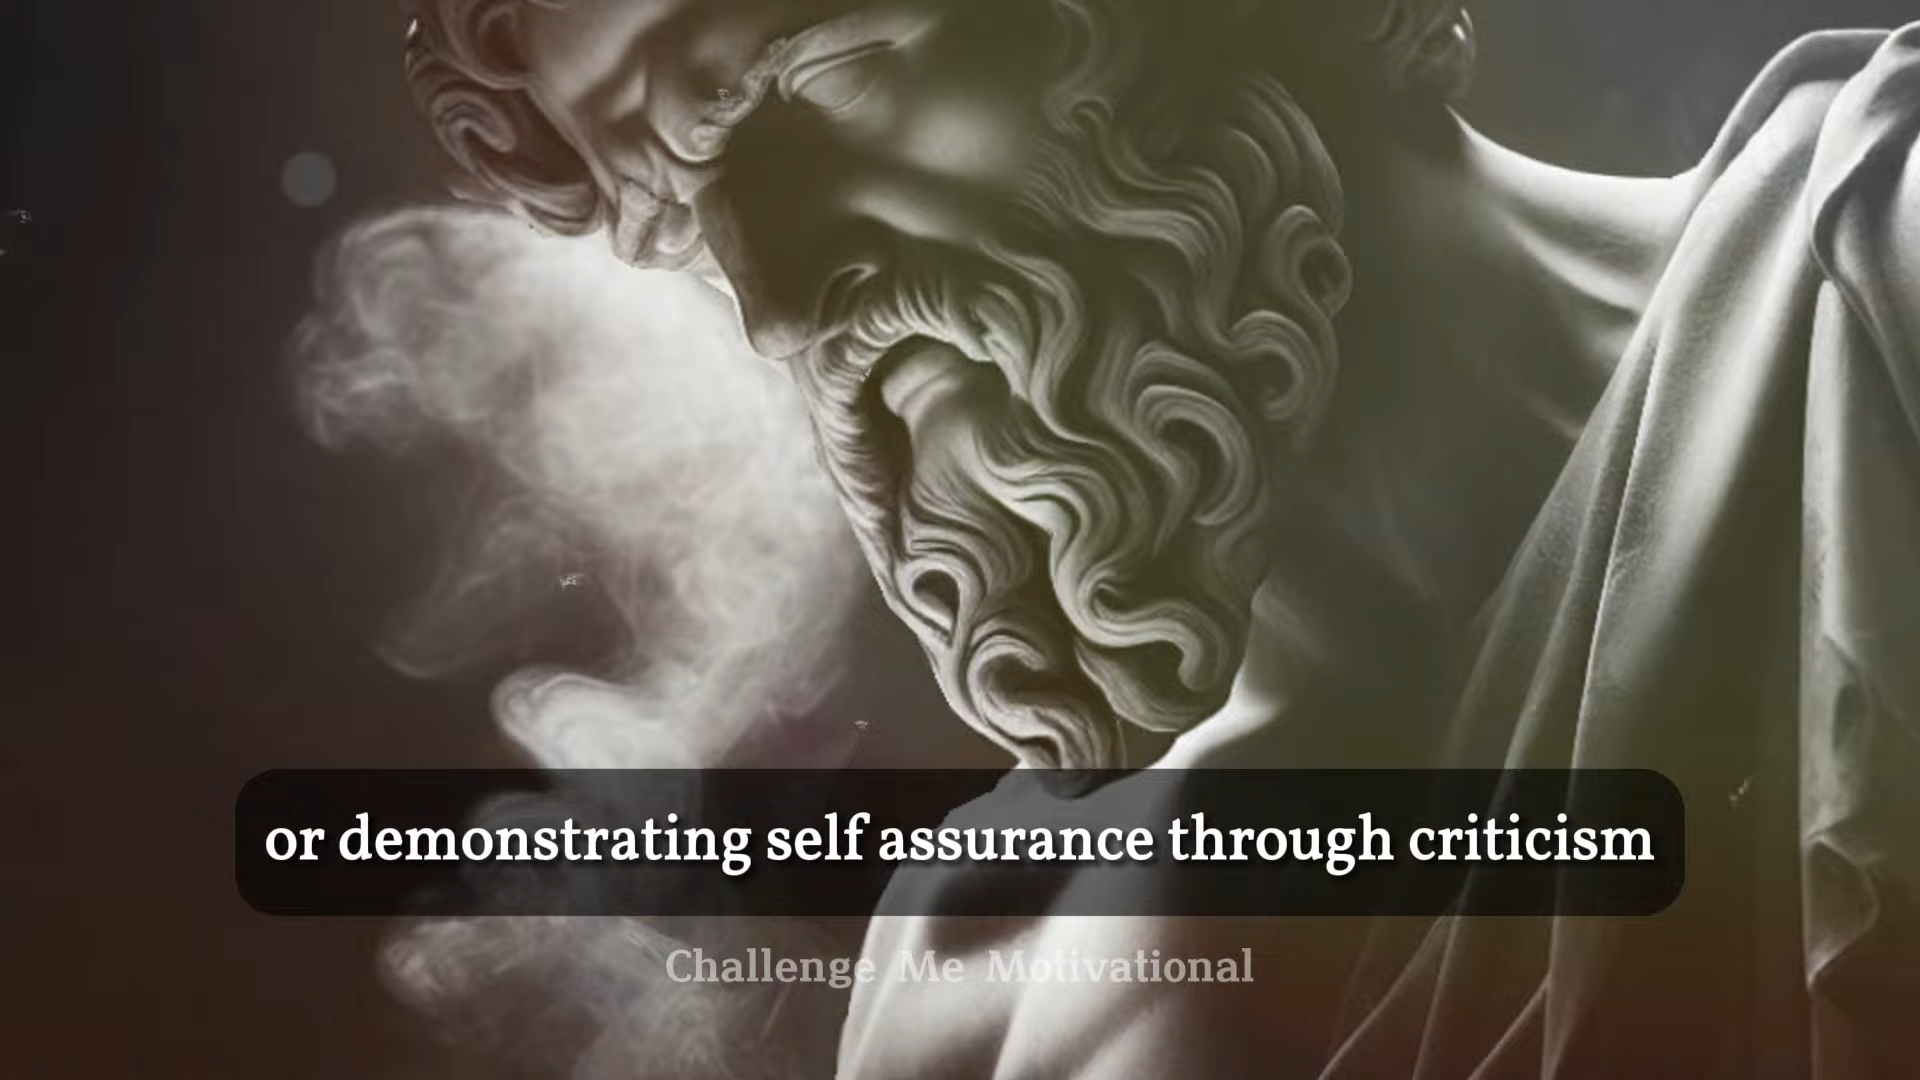 or demonstrating self assurance through criticism
Challenge Me Motivational